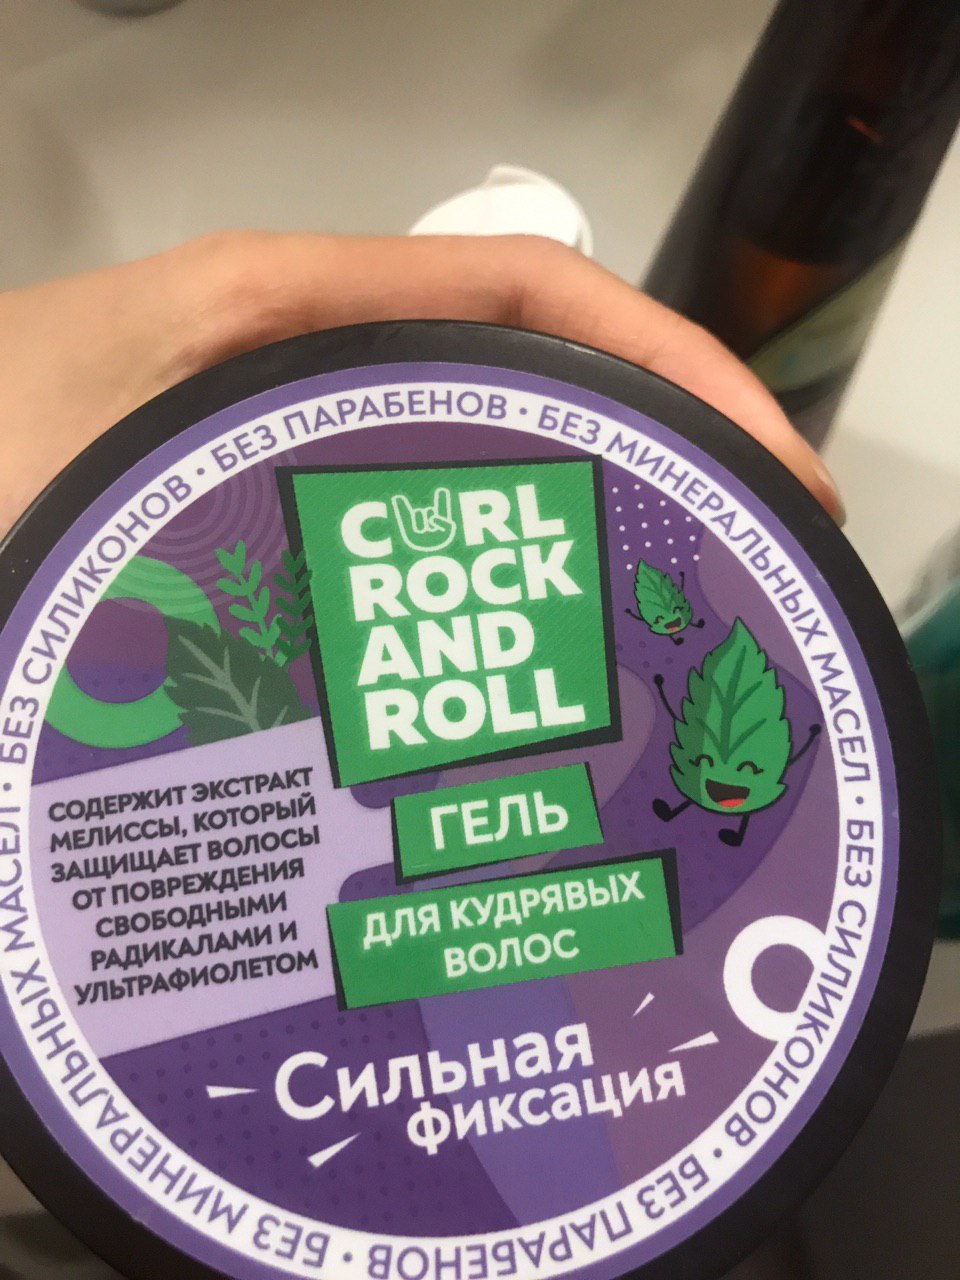 БЕЗ СИЛИКОНОВ · БЕЗ ПАРАБЕНОВ · БЕЗ МИНЕРАЛЬНЫХ МАСЕЛ · БЕЗ СИЛИКОНОВ · БЕЗ ПАРАБЕНОВ · БЕЗ МИНЕРАЛЬНЫХ МАСЕЛ ·
CURL
ROCK
AND
ROLL
ГЕЛЬ
ДЛЯ КУДРЯВЫХ
ВОЛОС
СОДЕРЖИТ ЭКСТРАКТ
МЕЛИССЫ, КОТОРЫЙ
ЗАЩИЩАЕТ ВОЛОСЫ
ОТ ПОВРЕЖДЕНИЯ
СВОБОДНЫМИ
РАДИКАЛАМИ И
УЛЬТРАФИОЛЕТОМ
Сильная
фиксация